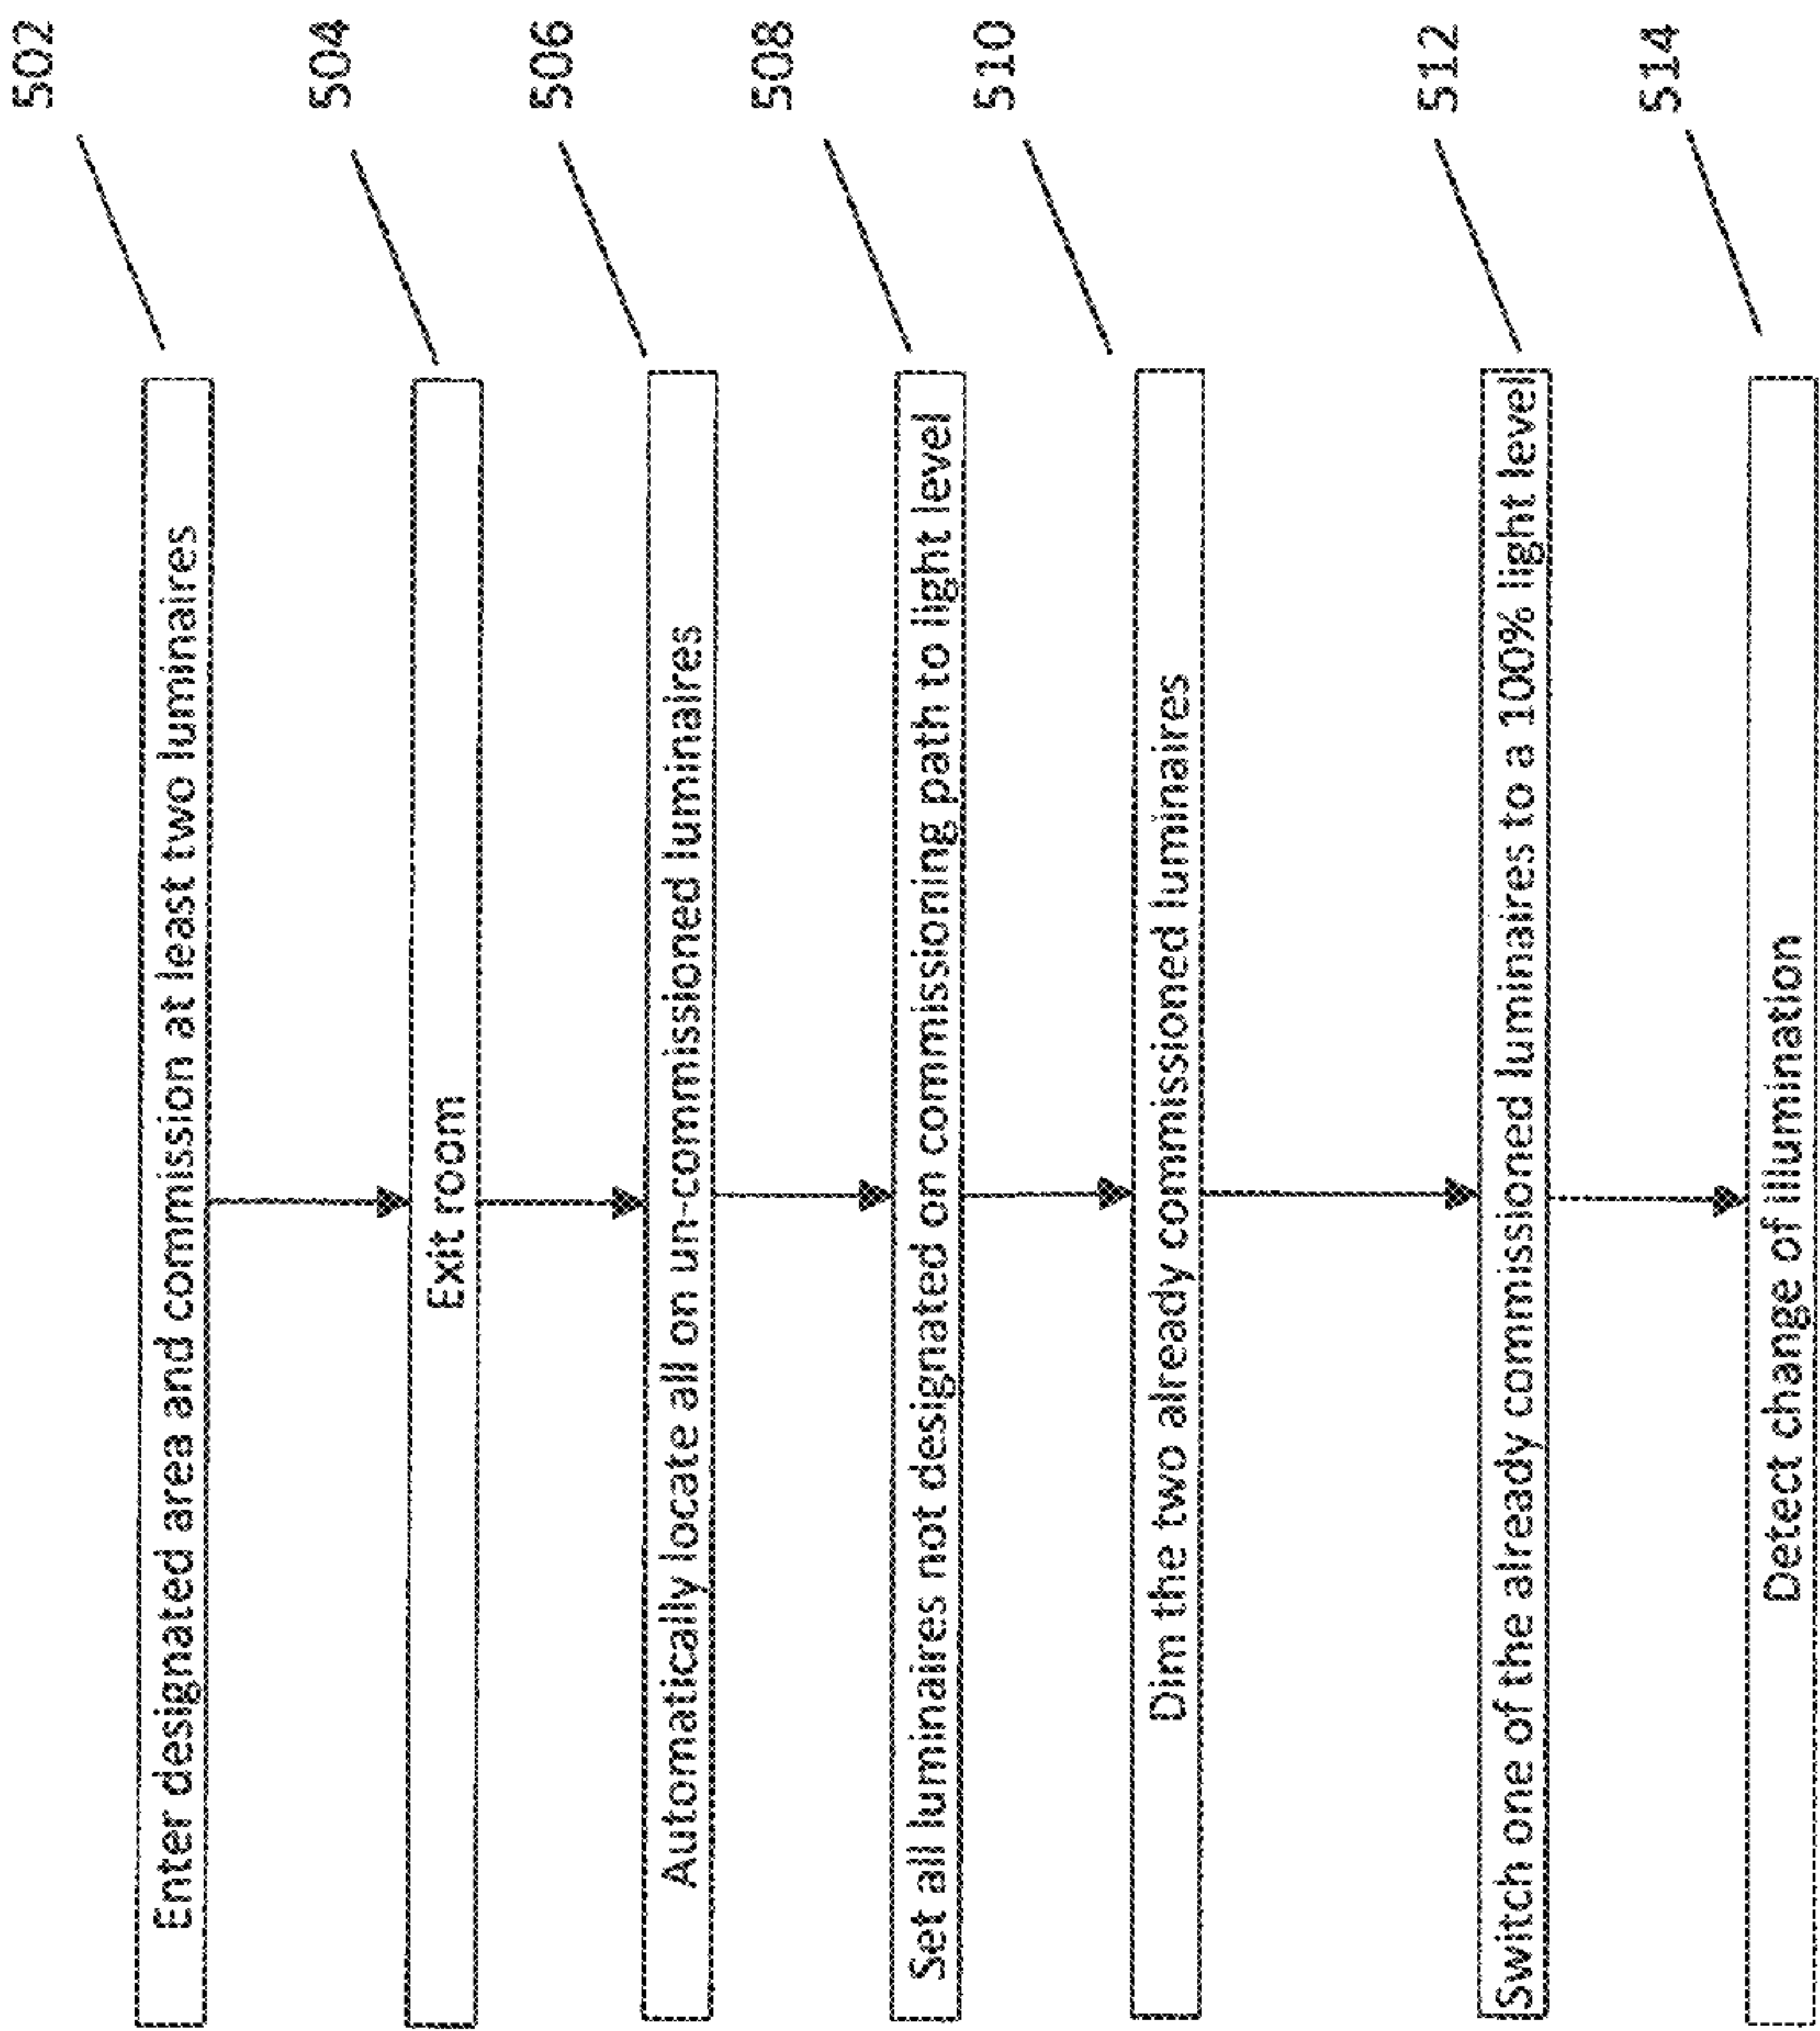 Enter designated area and commission at least two luminaires
502
Exit room
504
Automatically locate all on un-commissioned luminaires
506
Set all luminaires not designated on commissioning path to light level
508
Dim the two already commissioned luminaires
510
Switch one of the already commissioned luminaires to a 100% light level
512
Detect change of illumination
514